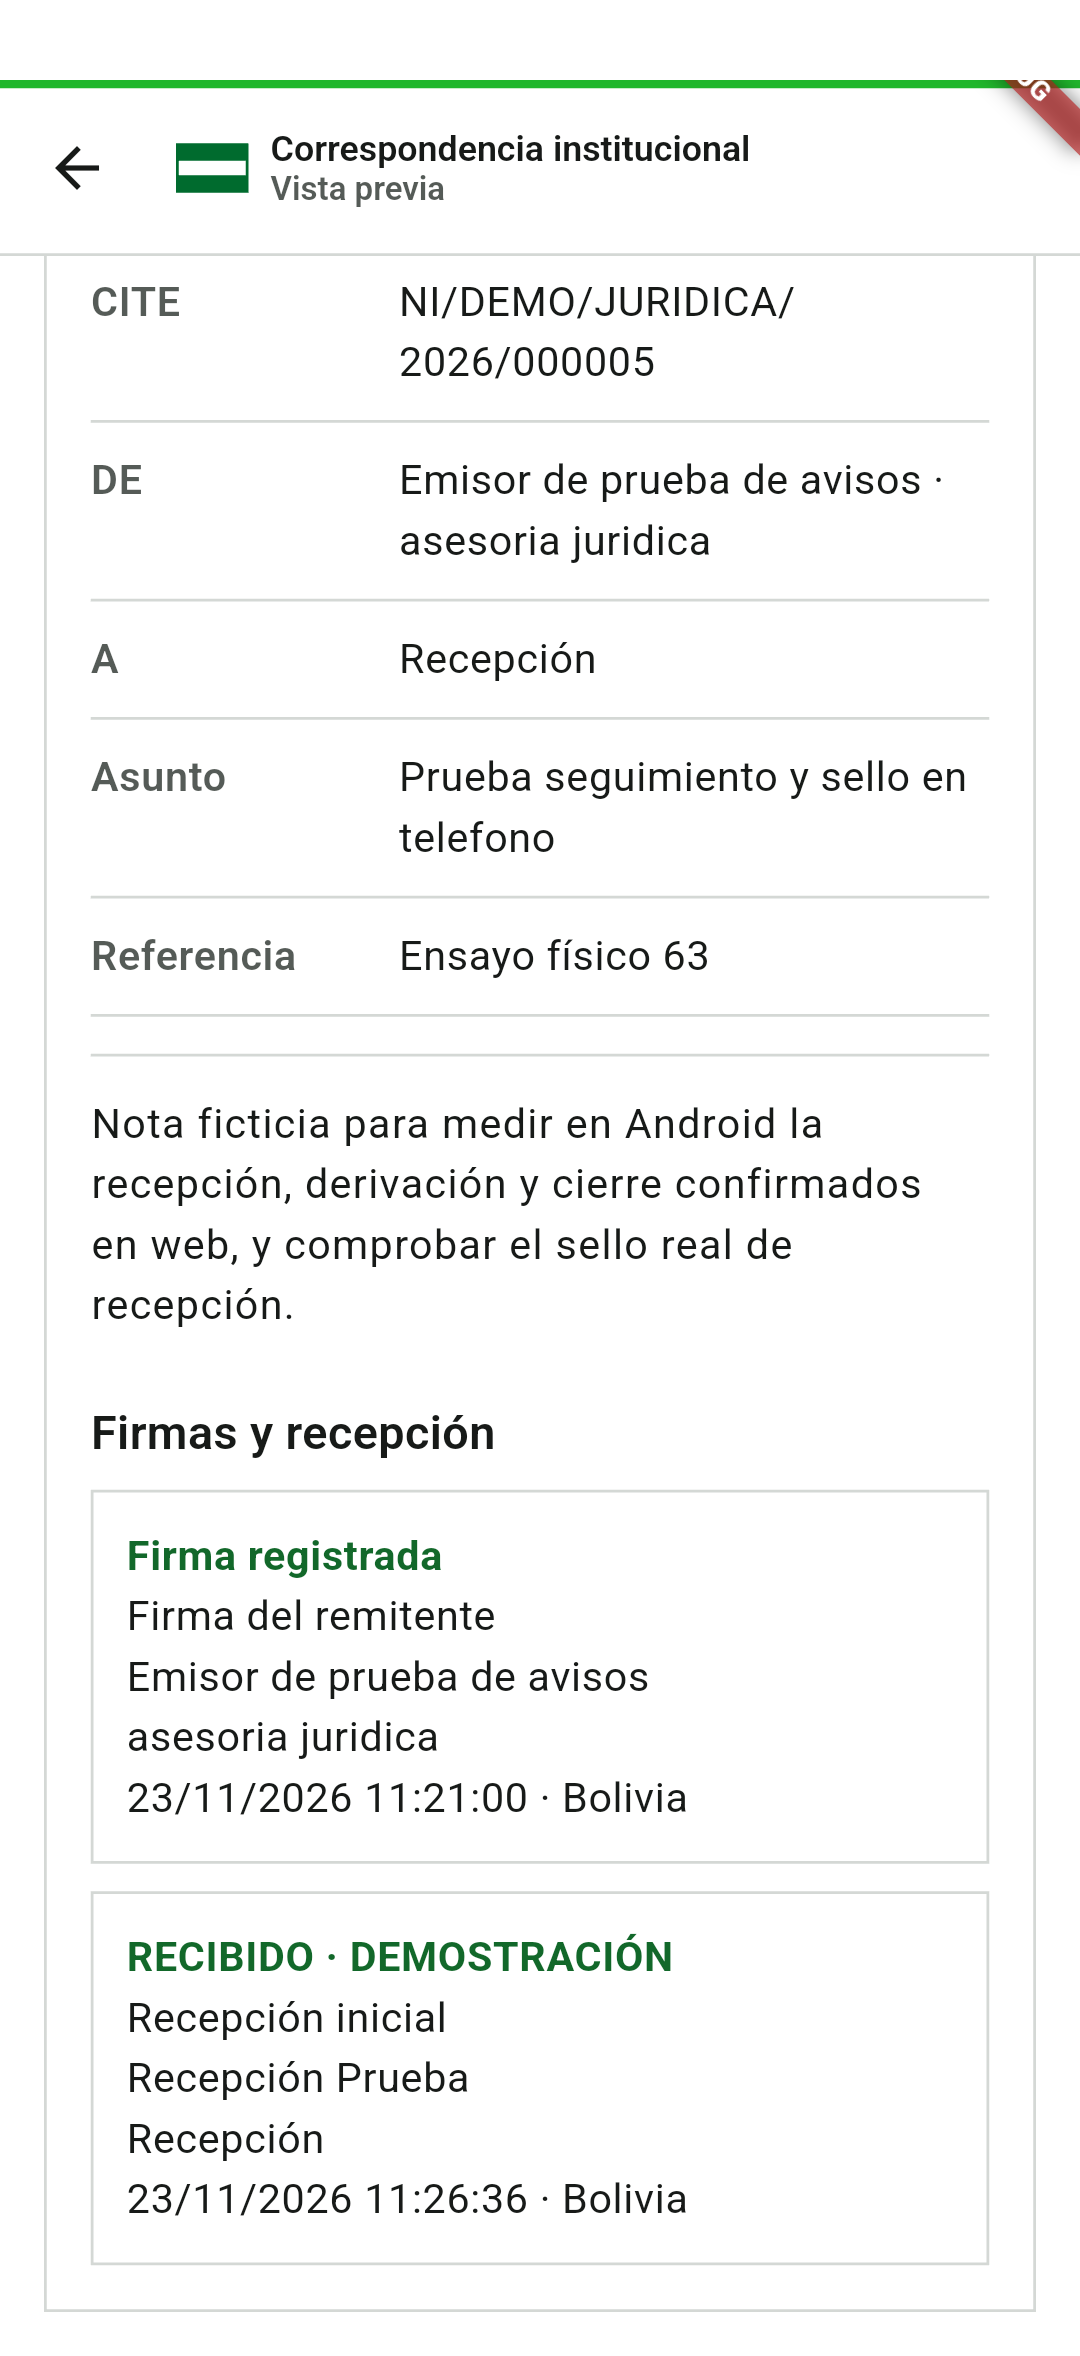 Correspondencia institucional
Vista previa
CITE
NI/DEMO/JURIDICA/
2026/000005
DE
Emisor de prueba de avisos ·
asesoria juridica
A
Recepción
Asunto
Prueba seguimiento y sello en
telefono
Referencia
Ensayo físico 63
Nota ficticia para medir en Android la
recepción, derivación y cierre confirmados
en web, y comprobar el sello real de
recepción.
Firmas y recepción
Firma registrada
Firma del remitente
Emisor de prueba de avisos
asesoria juridica
23/11/2026 11:21:00 · Bolivia
RECIBIDO · DEMOSTRACIÓN
Recepción inicial
Recepción Prueba
Recepción
23/11/2026 11:26:36 · Bolivia